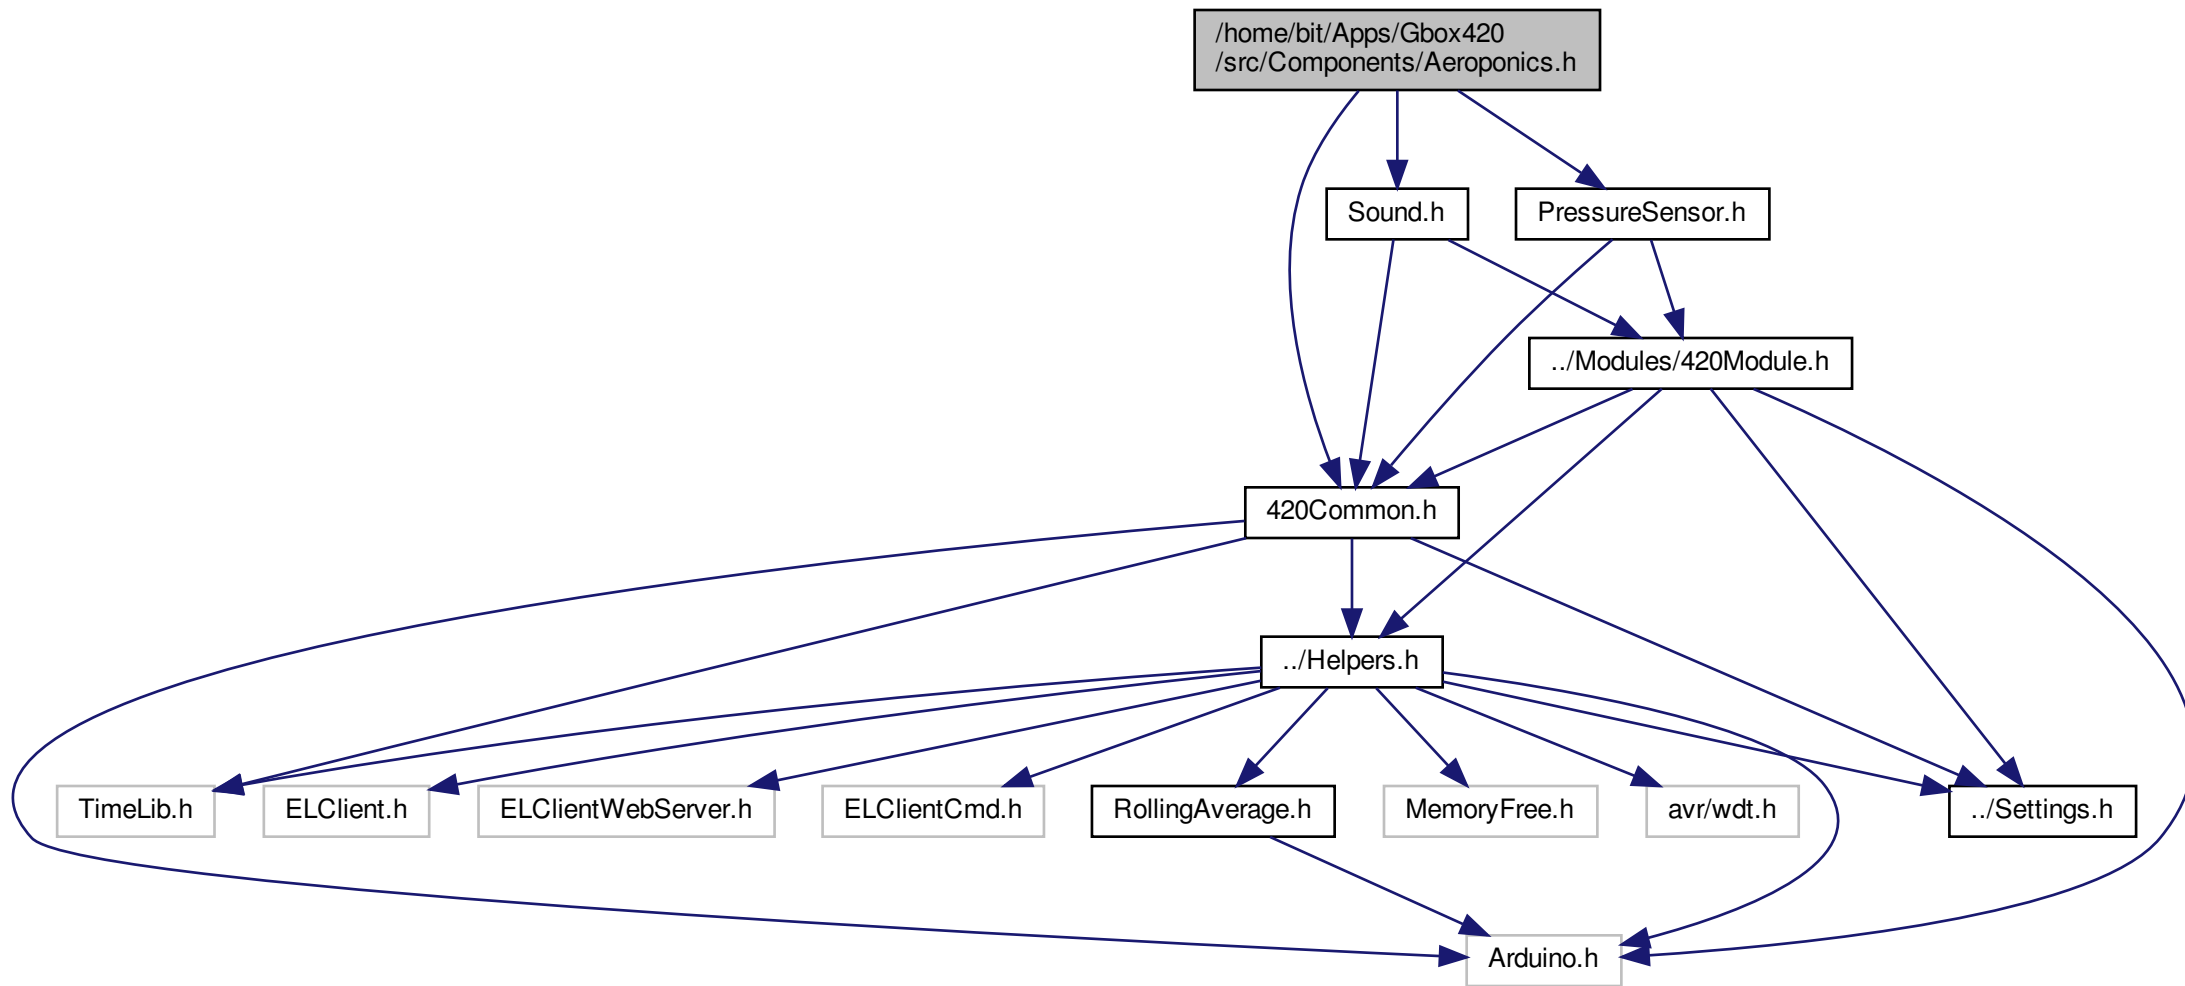 /home/bit/Apps/Gbox420
/src/Components/Aeroponics.h
Sound.h
PressureSensor.h
../Modules/420Module.h
420Common.h
../Helpers.h
TimeLib.h
ELClient.h
ELClientWebServer.h
ELClientCmd.h
RollingAverage.h
MemoryFree.h
avr/wdt.h
../Settings.h
Arduino.h